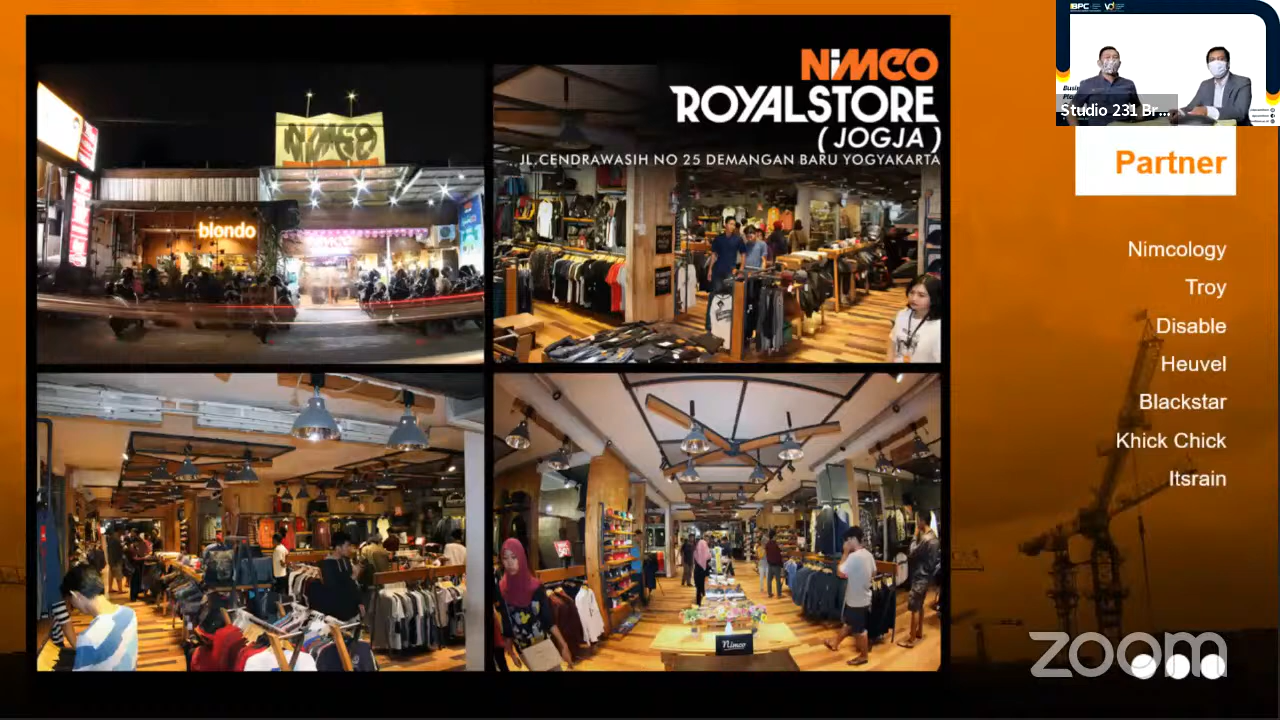 NiMCO
ROYALSTORE
( JOGJA )
JL.CENDRAWASIH NO 25 DEMANGAN BARU YOGYAKARTA
NIMCO
blondo
Nimco
BPC
Studio 231 Br...
Partner
Nimcology
Troy
Disable
Heuvel
Blackstar
Khick Chick
Itsrain
zoom